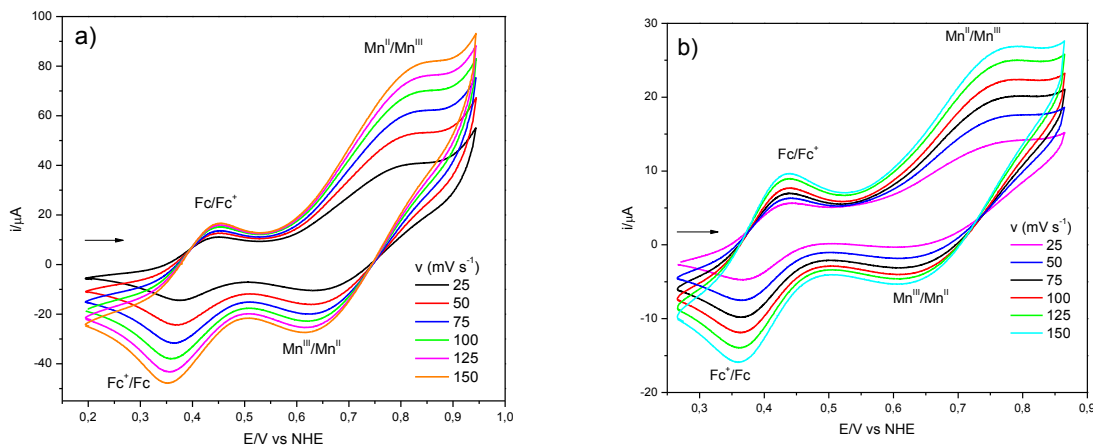 a)
Mn^II/Mn^III
Fc/Fc^+
Mn^III/Mn^II
Fc^+/Fc
v (mV s^-1)
25
50
75
100
125
150
i/µA
100
80
60
40
20
0
-20
-40
0,2
0,3
0,4
0,5
0,6
0,7
0,8
0,9
1,0
E/V vs NHE
b)
Mn^II/Mn^III
Fc/Fc^+
Mn^III/Mn^II
Fc^+/Fc
v (mV s^-1)
25
50
75
100
125
150
i/µA
30
20
10
0
-10
-20
0,3
0,4
0,5
0,6
0,7
0,8
0,9
E/V vs NHE